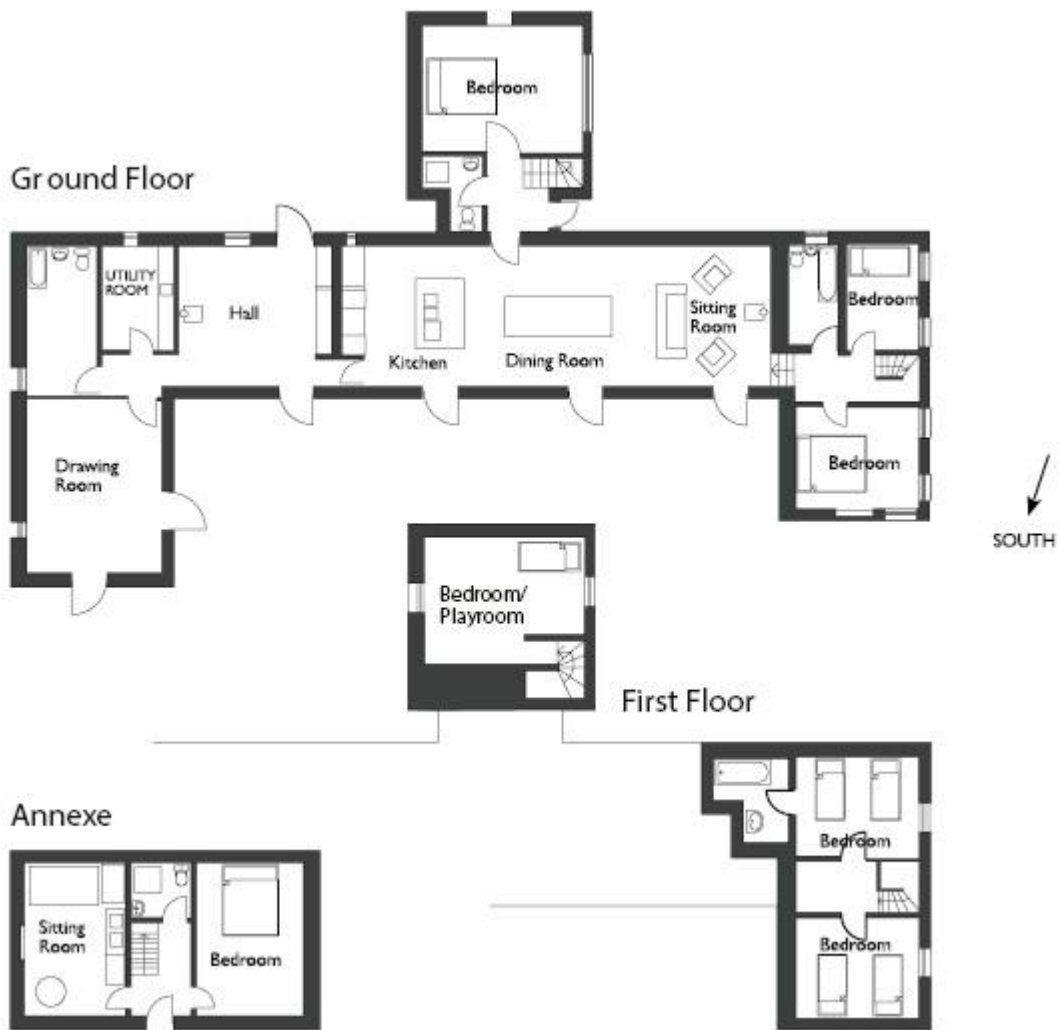 Bedroom
Ground Floor
UTILITY
ROOM
Hall
Kitchen
Dining Room
Sitting
Room
Bedroom
Drawing
Room
Bedroom
SOUTH
Bedroom/
Playroom
First Floor
Annexe
Bedroom
Sitting
Room
Bedroom
Bedroom